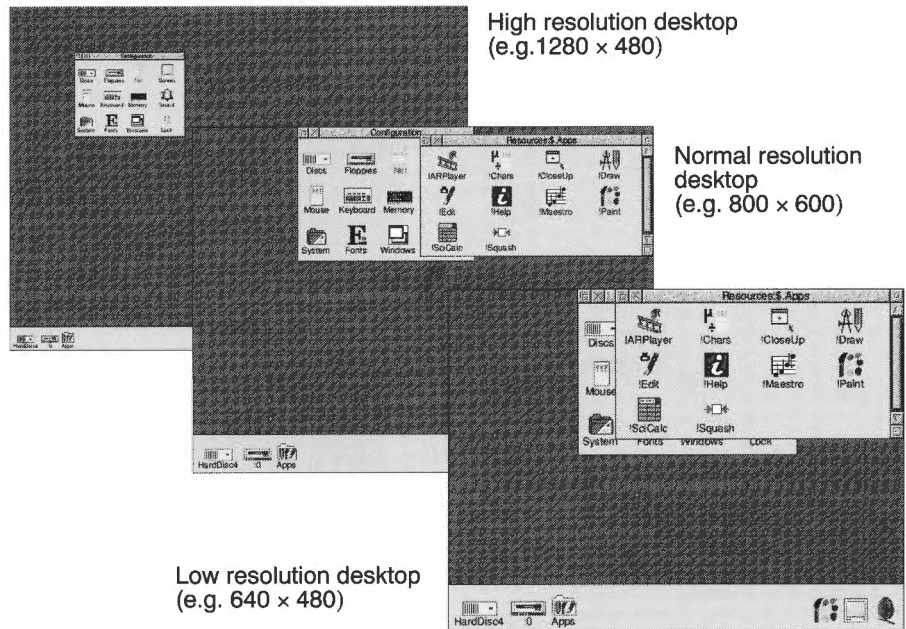 High resolution desktop
(e.g.1280 × 480)
Configuration
Discs Floppies Net Screen
Mouse Keyboard Memory Sound
System Fonts Windows Lock
HardDisc4 :0 Apps
Normal resolution
desktop
(e.g. 800 × 600)
Configuration
Discs Floppies Net
Mouse Keyboard Memory
System Fonts Windows
Resources:$.Apps
!ARPlayer !Chars !CloseUp !Draw
!Edit !Help !Maestro !Paint
!SciCalc !Squash
HardDisc4 :0 Apps
Low resolution desktop
(e.g. 640 × 480)
Discs
Mouse
System Fonts Windows Lock
Resources:$.Apps
!ARPlayer !Chars !CloseUp !Draw
!Edit !Help !Maestro !Paint
!SciCalc !Squash
HardDisc4 :0 Apps